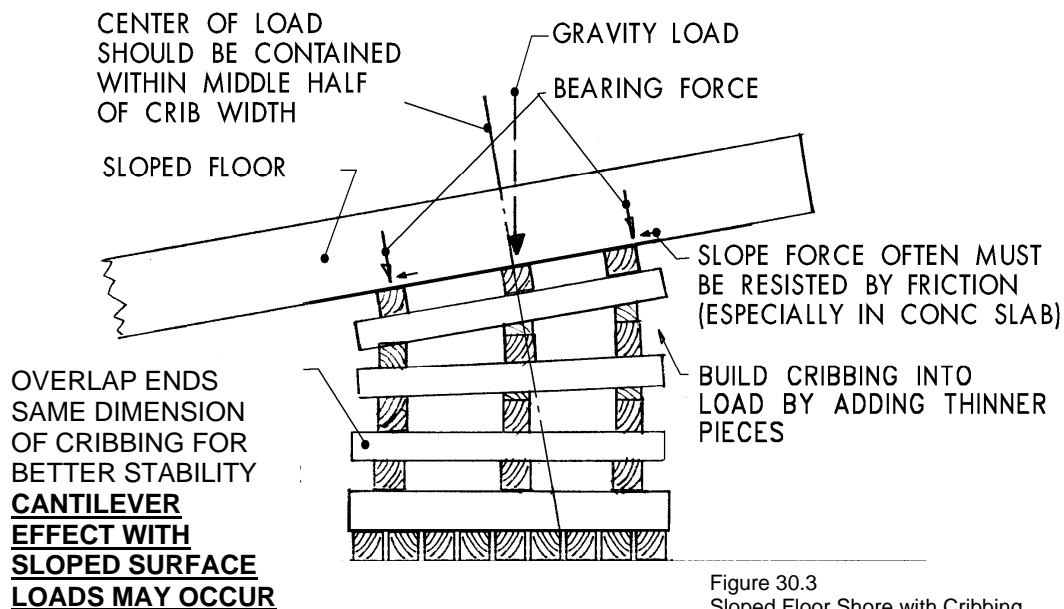 CENTER OF LOAD
SHOULD BE CONTAINED
WITHIN MIDDLE HALF
OF CRIB WIDTH
GRAVITY LOAD
BEARING FORCE
SLOPED FLOOR
SLOPE FORCE OFTEN MUST
BE RESISTED BY FRICTION
(ESPECIALLY IN CONC SLAB)
BUILD CRIBBING INTO
LOAD BY ADDING THINNER
PIECES
OVERLAP ENDS
SAME DIMENSION
OF CRIBBING FOR
BETTER STABILITY
CANTILEVER
EFFECT WITH
SLOPED SURFACE
LOADS MAY OCCUR
Figure 30.3
Sloped Floor Shore with Cribbing